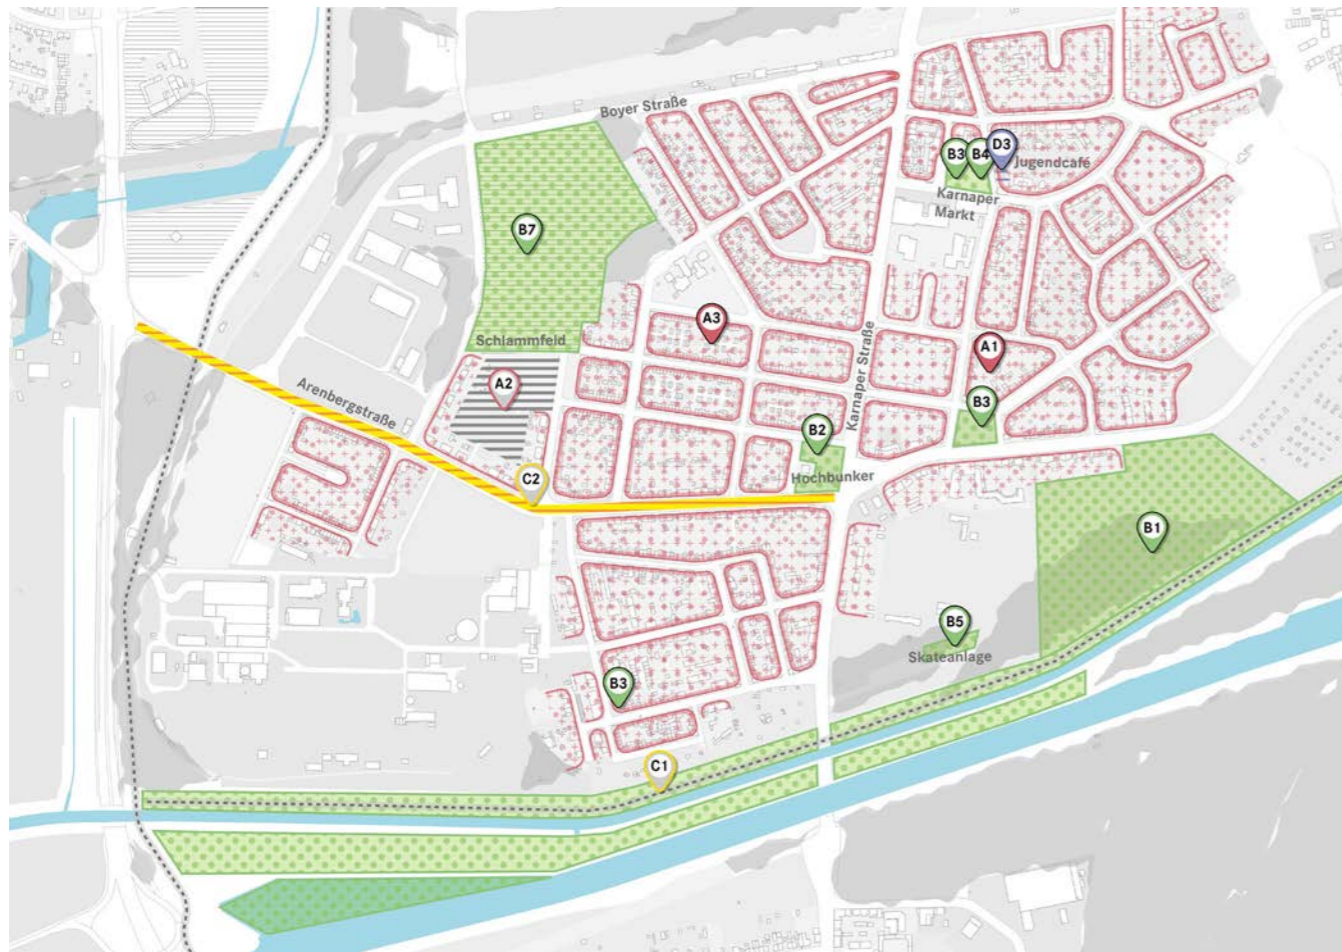 Boyer Straße
B3
B4
D3
Jugendcafé
Karnaper
Markt
B7
A3
Schlammfeld
A1
Karnaper Straße
A2
Arenbergstraße
B3
B2
Hochbunker
C2
B1
B5
Skateanlage
B3
C1